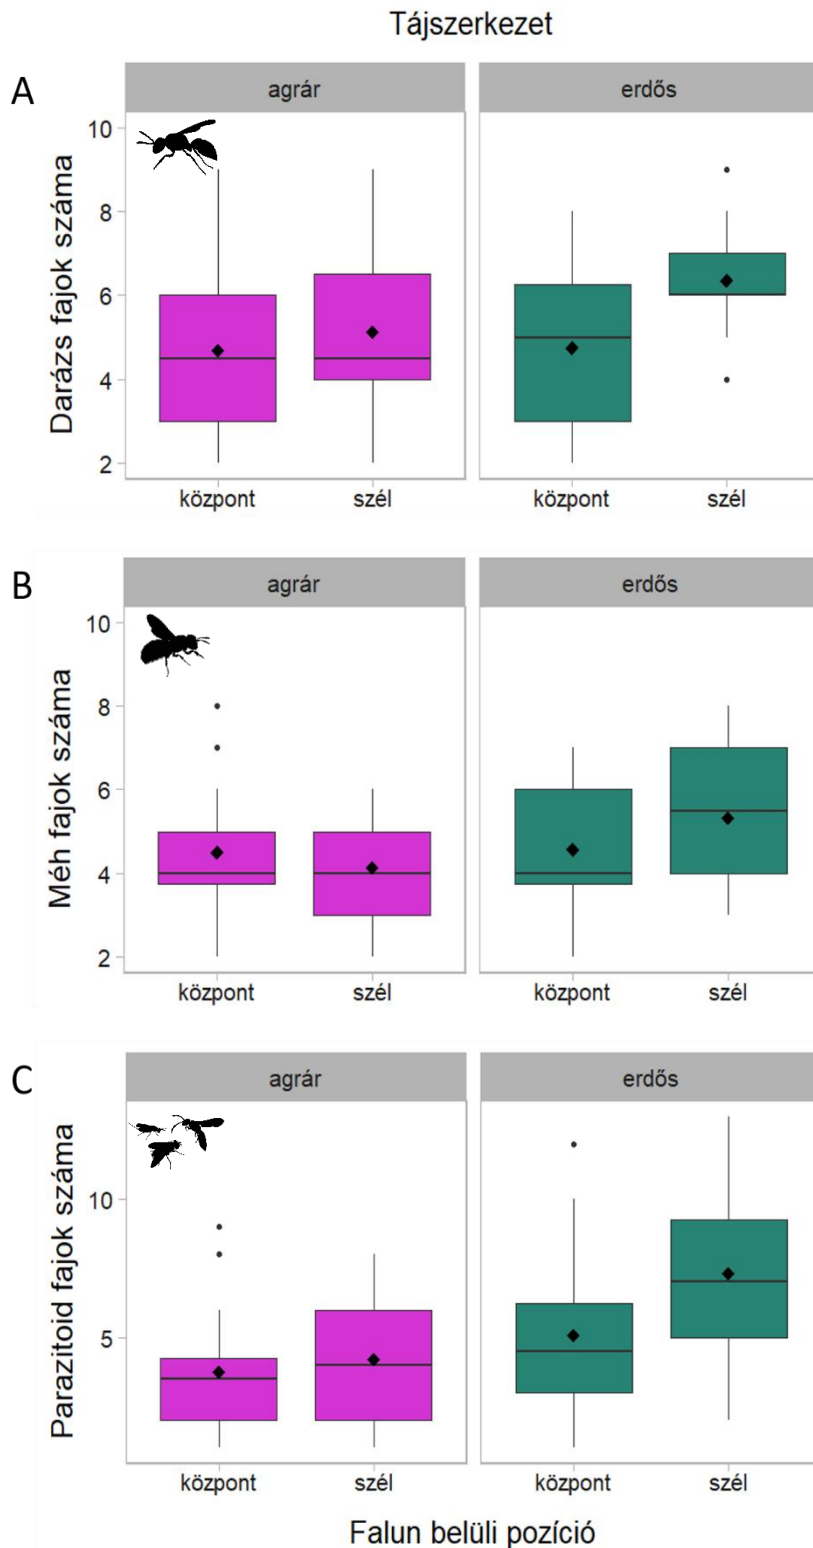 Tájszerkezet
A
agrár
erdős
Darázs fajok száma
10
8
6
4
2
központ
szél
központ
szél
B
agrár
erdős
Méh fajok száma
10
8
6
4
2
központ
szél
központ
szél
C
agrár
erdős
Parazitoid fajok száma
10
5
központ
szél
központ
szél
Falun belüli pozíció